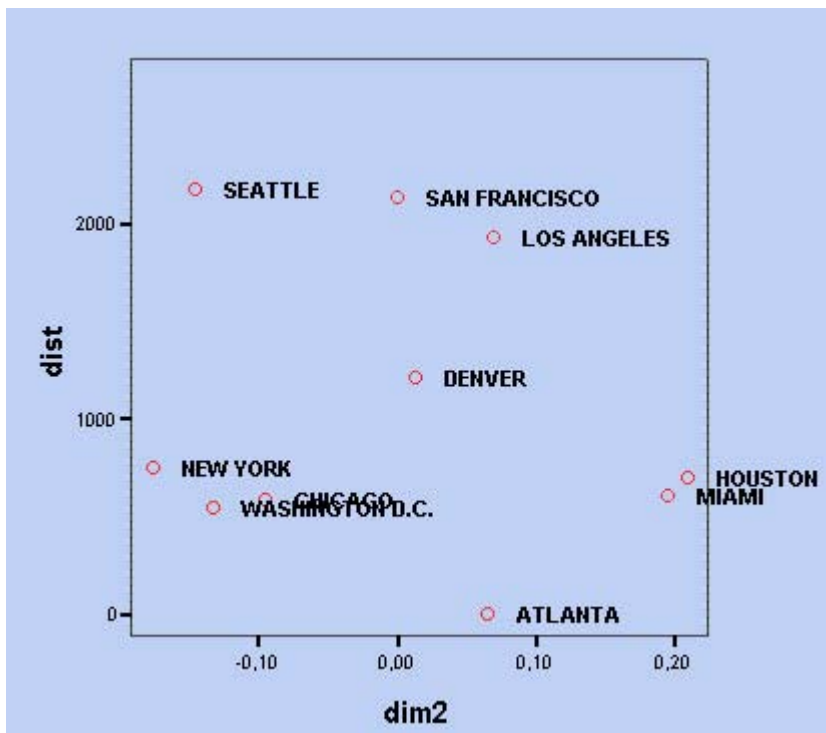 SEATTLE
SAN FRANCISCO
2000
LOS ANGELES
dist
DENVER
1000
NEW YORK
HOUSTON
CHICAGO
MIAMI
WASHINGTON D.C.
0
ATLANTA
-0,10
0,00
0,10
0,20
dim2